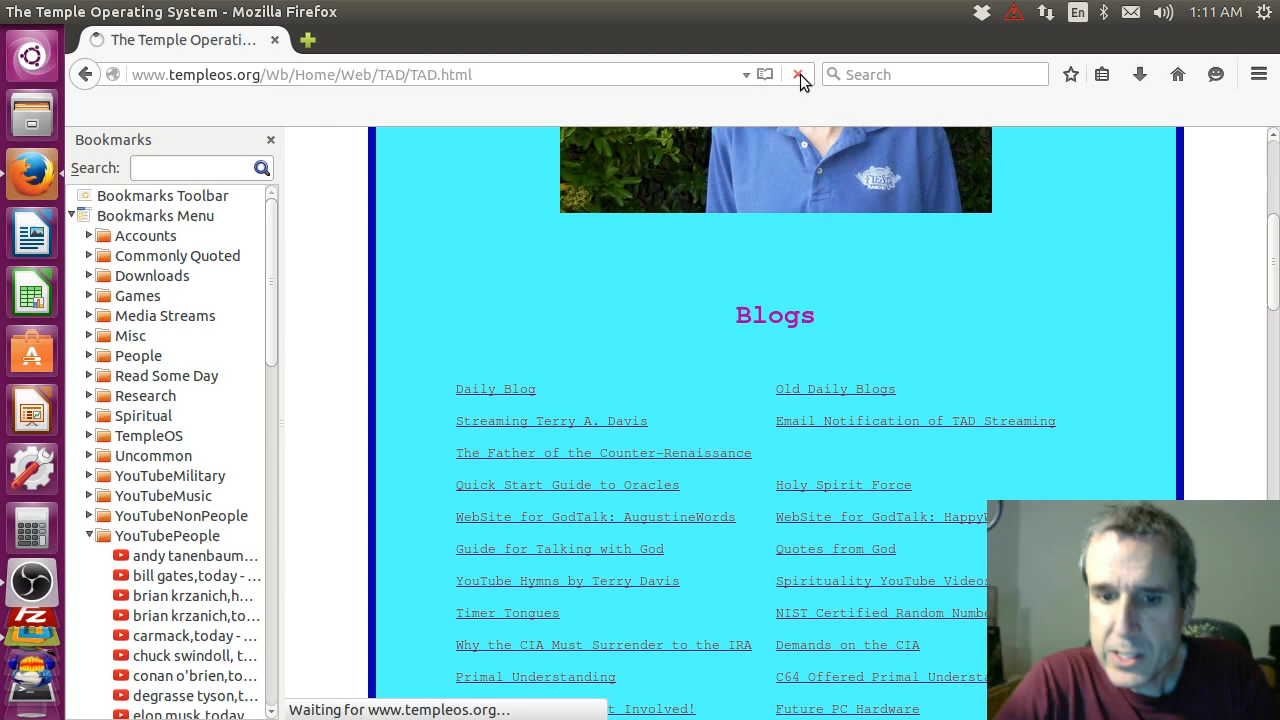 The Temple Operating System - Mozilla Firefox
En
1:11 AM
The Temple Operati...
www.templeos.org/Wb/Home/Web/TAD/TAD.html
Search
Bookmarks
Search:
Bookmarks Toolbar
Bookmarks Menu
Accounts
Commonly Quoted
Downloads
Games
Media Streams
Misc
People
Read Some Day
Research
Spiritual
TempleOS
Uncommon
YouTubeMilitary
YouTubeMusic
YouTubeNonPeople
YouTubePeople
andy tanenbaum...
bill gates,today - ...
brian krzanich,h...
brian krzanich,to...
carmack,today - ...
chuck swindoll, t...
conan o'brien,to...
degrasse tyson,t...
elon musk,today
FIESTA
Blogs
Daily Blog Old Daily Blogs
Streaming Terry A. Davis Email Notification of TAD Streaming
The Father of the Counter-Renaissance
Quick Start Guide to Oracles Holy Spirit Force
WebSite for GodTalk: AugustineWords WebSite for GodTalk: HappyW
Guide for Talking with God Quotes from God
YouTube Hymns by Terry Davis Spirituality YouTube Videos
Timer Tongues NIST Certified Random Numbe
Why the CIA Must Surrender to the IRA Demands on the CIA
Primal Understanding C64 Offered Primal Understa
t Involved! Future PC Hardware
Waiting for www.templeos.org...